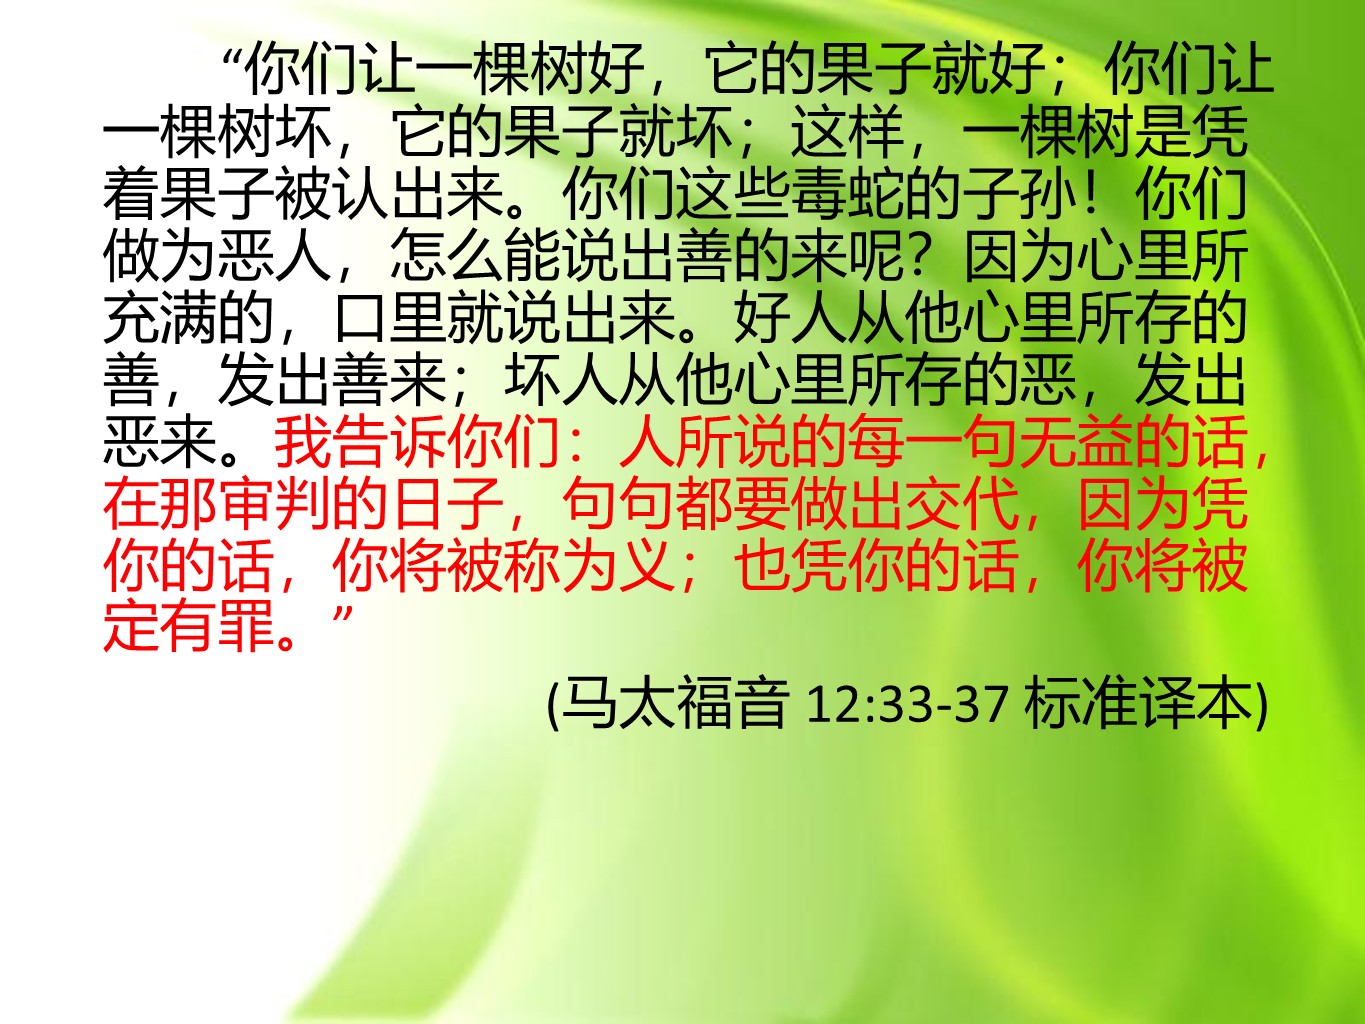 “你们让一棵树好，它的果子就好；你们让
一棵树坏，它的果子就坏；这样，一棵树是凭
着果子被认出来。你们这些毒蛇的子孙！你们
做为恶人，怎么能说出善的来呢？因为心里所
充满的，口里就说出来。好人从他心里所存的
善，发出善来；坏人从他心里所存的恶，发出
恶来。我告诉你们：人所说的每一句无益的话，
在那审判的日子，句句都要做出交代，因为凭
你的话，你将被称为义；也凭你的话，你将被
定有罪。”
(马太福音 12:33-37 标准译本)